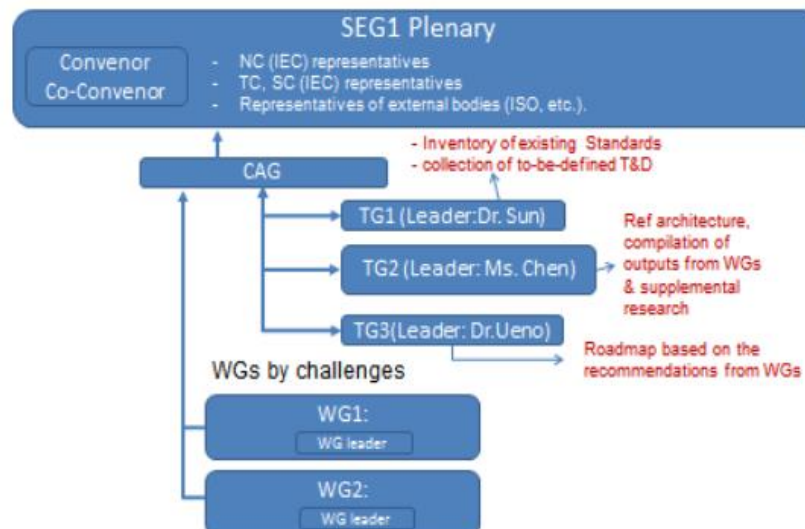 SEG1 Plenary
Convenor
Co-Convenor
- NC (IEC) representatives
- TC, SC (IEC) representatives
- Representatives of external bodies (ISO, etc.).
- Inventory of existing Standards
- collection of to-be-defined T&D
CAG
TG1 (Leader:Dr. Sun)
TG2 (Leader: Ms. Chen)
Ref architecture,
compilation of
outputs from WGs
& supplemental
research
TG3(Leader: Dr.Ueno)
Roadmap based on the
recommendations from WGs
WGs by challenges
WG1:
WG leader
WG2:
WG leader